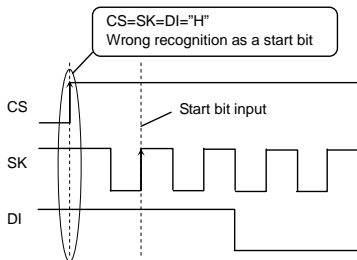 CS=SK=DI=”H”
Wrong recognition as a start bit
CS
Start bit input
SK
DI